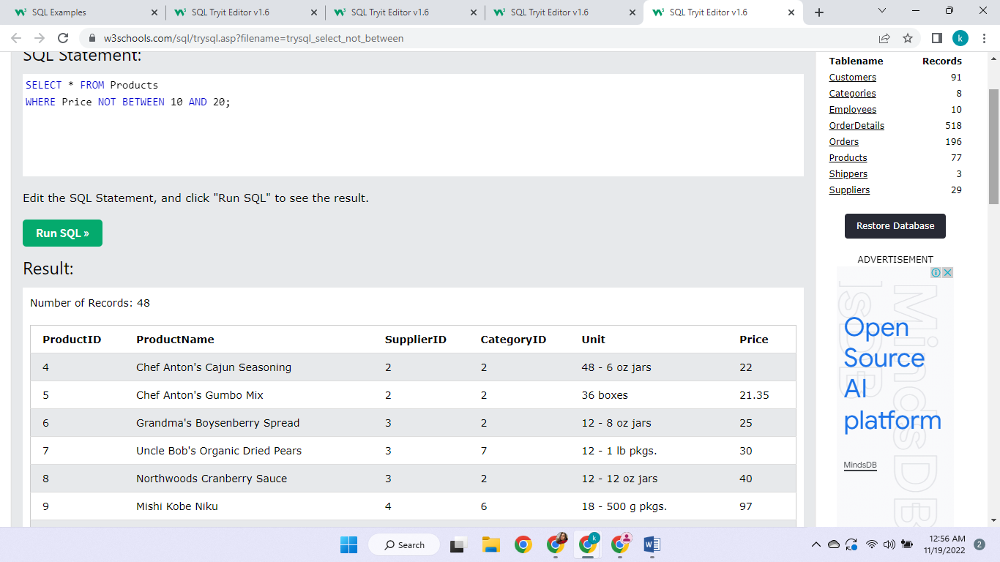 SQL Examples
SQL Tryit Editor v1.6
SQL Tryit Editor v1.6
SQL Tryit Editor v1.6
SQL Tryit Editor v1.6
w3schools.com/sql/trysql.asp?filename=trysql_select_not_between
k
SQL Statement:
SELECT * FROM Products
WHERE Price NOT BETWEEN 10 AND 20;
Edit the SQL Statement, and click "Run SQL" to see the result.
Run SQL »
Result:
Number of Records: 48
ProductID ProductName SupplierID CategoryID Unit Price
4 Chef Anton's Cajun Seasoning 2 2 48 - 6 oz jars 22
5 Chef Anton's Gumbo Mix 2 2 36 boxes 21.35
6 Grandma's Boysenberry Spread 3 2 12 - 8 oz jars 25
7 Uncle Bob's Organic Dried Pears 3 7 12 - 1 lb pkgs. 30
8 Northwoods Cranberry Sauce 3 2 12 - 12 oz jars 40
9 Mishi Kobe Niku 4 6 18 - 500 g pkgs. 97
Tablename Records
Customers 91
Categories 8
Employees 10
OrderDetails 518
Orders 196
Products 77
Shippers 3
Suppliers 29
Restore Database
ADVERTISEMENT
MindsDB
Open
Source
AI
platform
MindsDB
Search
k
12:56 AM
11/19/2022
2